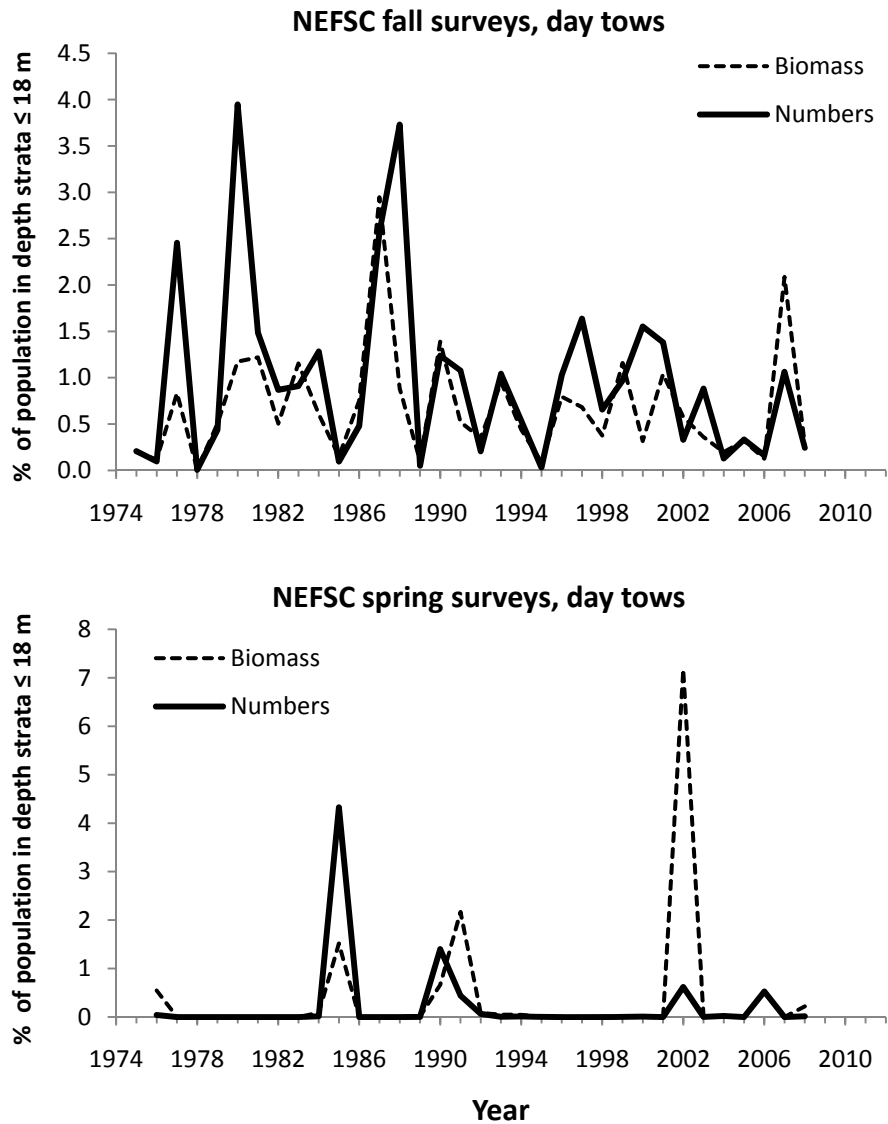 NEFSC fall surveys, day tows
% of population in depth strata ≤ 18 m
4.5
4.0
3.5
3.0
2.5
2.0
1.5
1.0
0.5
0.0
Biomass
Numbers
1974 1978 1982 1986 1990 1994 1998 2002 2006 2010
NEFSC spring surveys, day tows
% of population in depth strata ≤ 18 m
8
7
6
5
4
3
2
1
0
Biomass
Numbers
1974 1978 1982 1986 1990 1994 1998 2002 2006 2010
Year